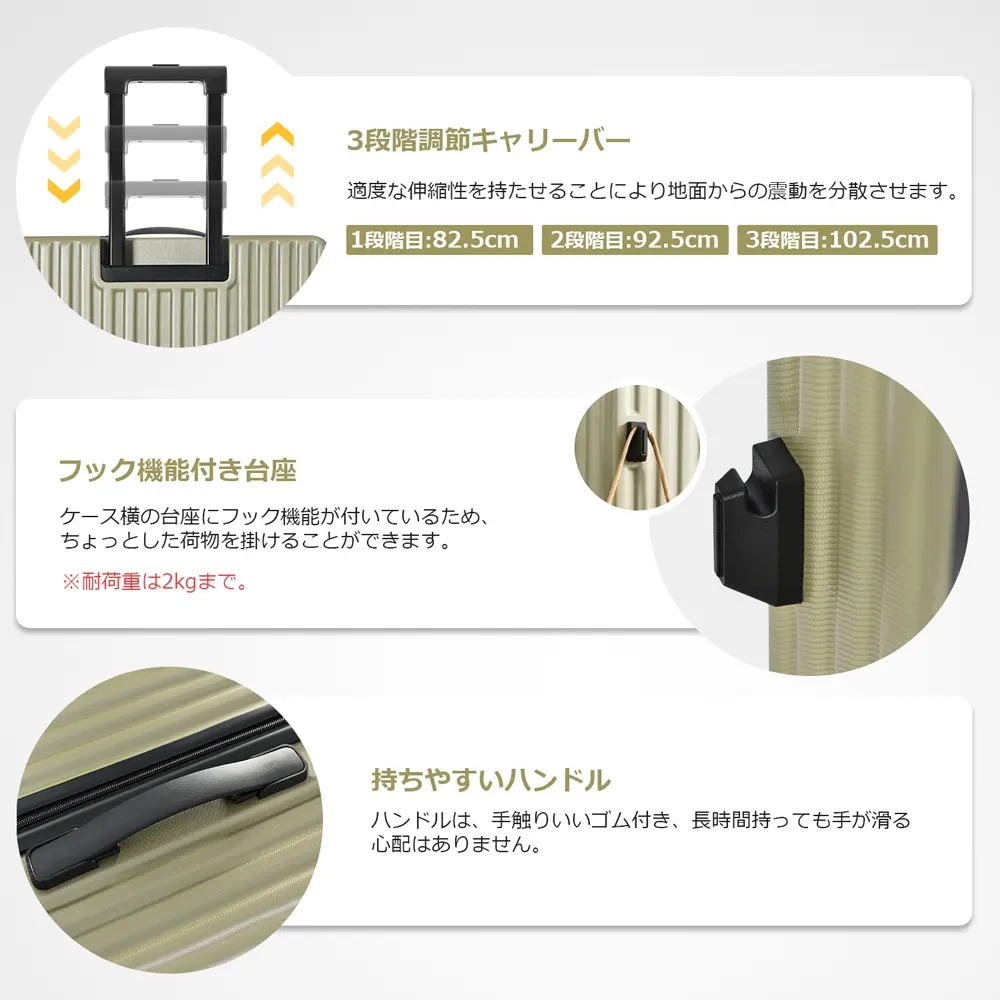 3段階調節キャリーバー
適度な伸縮性を持たせることにより地面からの震動を分散させます。
1段階目:82.5cm 2段階目:92.5cm 3段階目:102.5cm
フック機能付き台座
ケース横の台座にフック機能が付いているため、
ちょっとした荷物を掛けることができます。
※耐荷重は2kgまで。
持ちやすいハンドル
ハンドルは、手触りいいゴム付き、長時間持っても手が滑る
心配はありません。